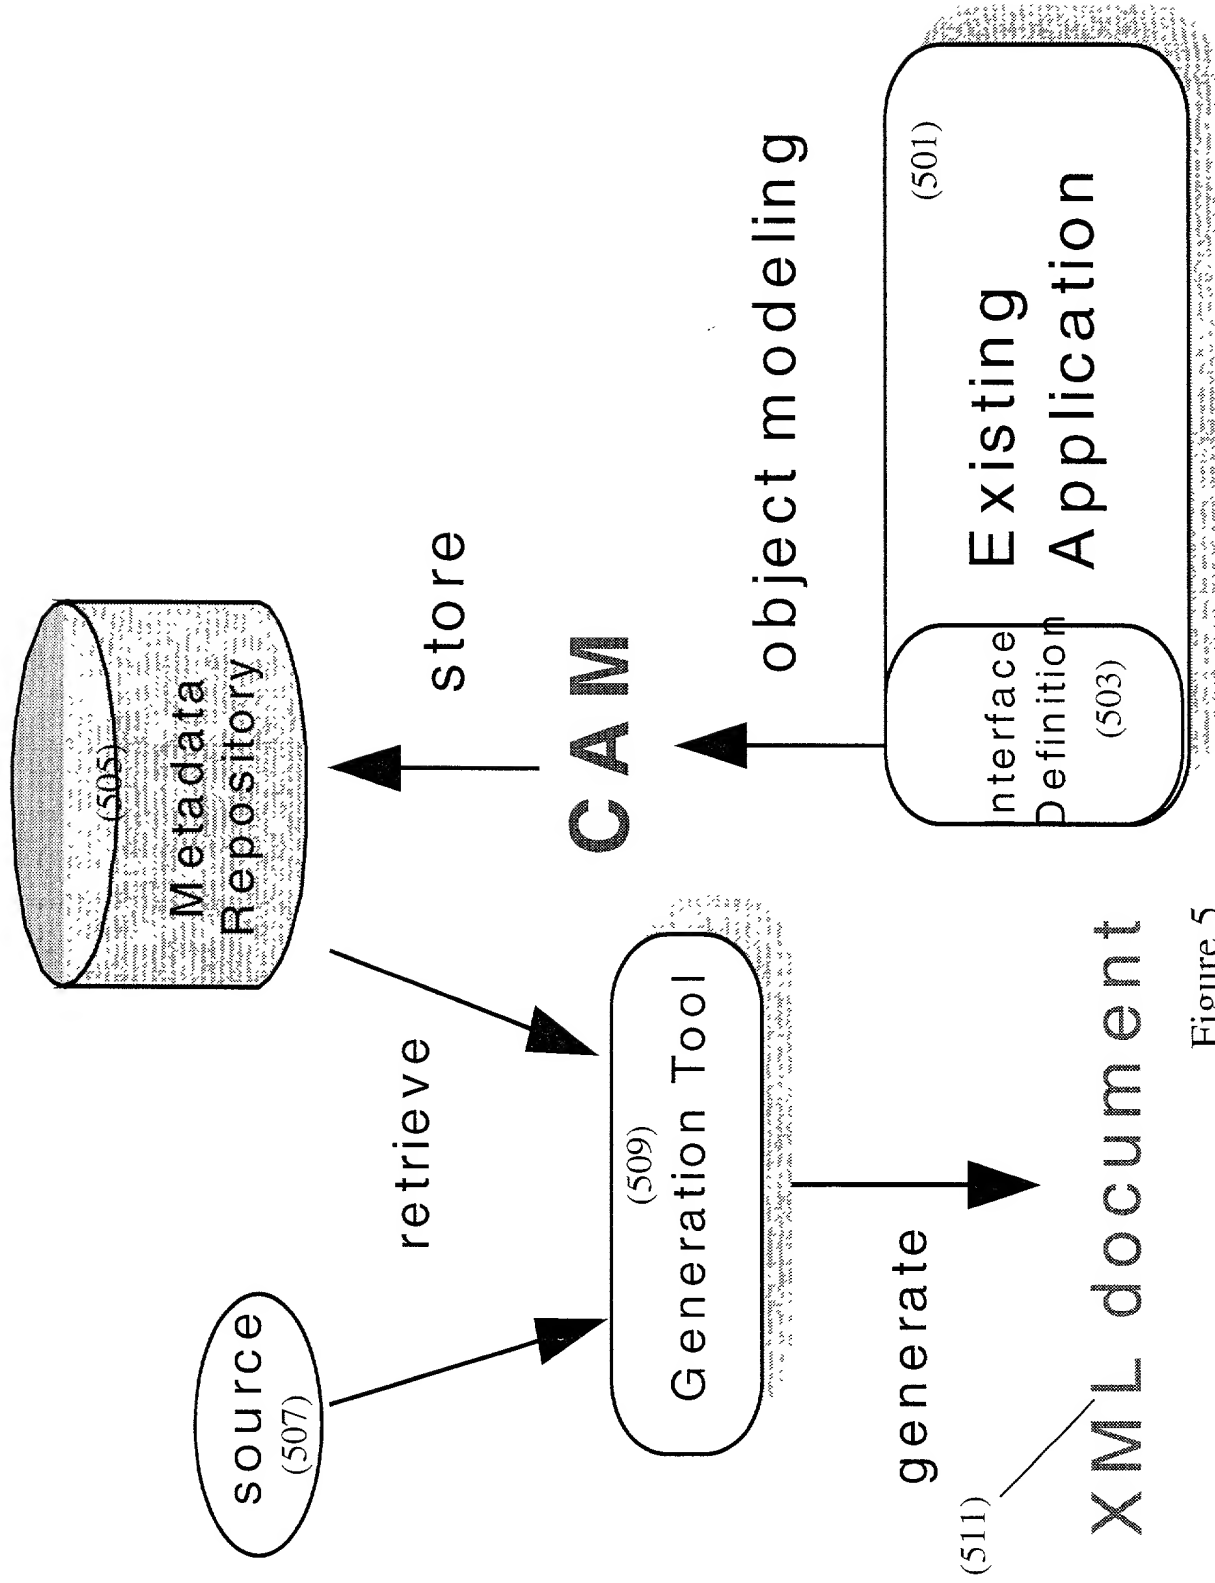 source
(507)
retrieve
(505)
Metadata
Repository
store
(509)
Generation Tool
CAM
object modeling
generate
(511)
XML document
Interface
Definition
(503)
(501)
Existing
Application
Figure 5